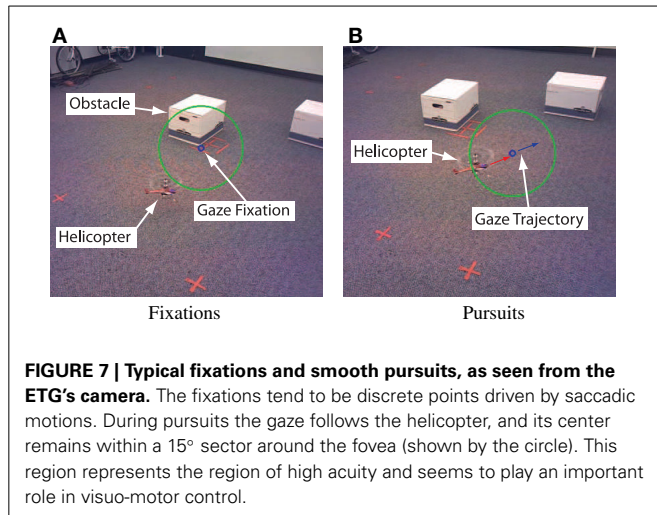 A
B
Obstacle
Helicopter
Gaze Fixation
Helicopter
Gaze Trajectory
Fixations
Pursuits
FIGURE 7 | Typical fixations and smooth pursuits, as seen from the
ETG's camera. The fixations tend to be discrete points driven by saccadic
motions. During pursuits the gaze follows the helicopter, and its center
remains within a 15° sector around the fovea (shown by the circle). This
region represents the region of high acuity and seems to play an important
role in visuo-motor control.